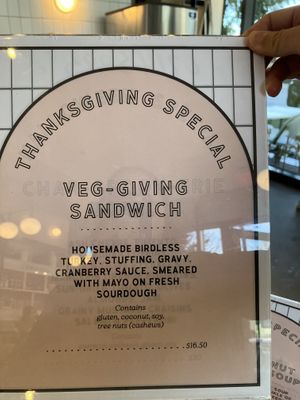 THANKSGIVING SPECIAL
VEG-GIVING
SANDWICH
HOUSEMADE BIRDLESS
TURKEY, STUFFING, GRAVY,
CRANBERRY SAUCE, SMEARED
WITH MAYO ON FRESH
SOURDOUGH
Contains
gluten, coconut, soy,
tree nuts (cashews)
$16.50